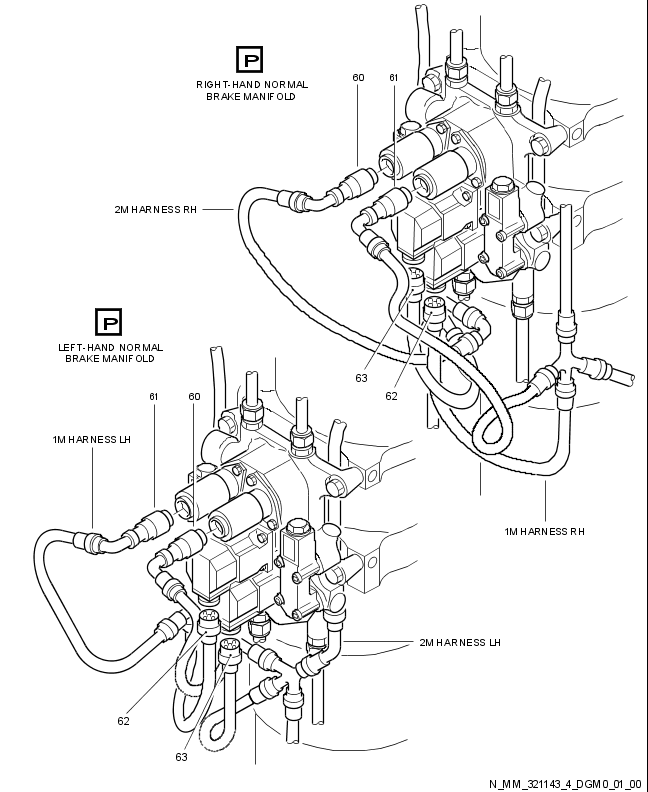 P
RIGHT-HAND NORMAL
BRAKE MANIFOLD
60
61
2M HARNESS RH
63
62
1M HARNESS RH
P
LEFT-HAND NORMAL
BRAKE MANIFOLD
61
60
1M HARNESS LH
2M HARNESS LH
62
63
N_MM_321143_4_DGM0_01_00